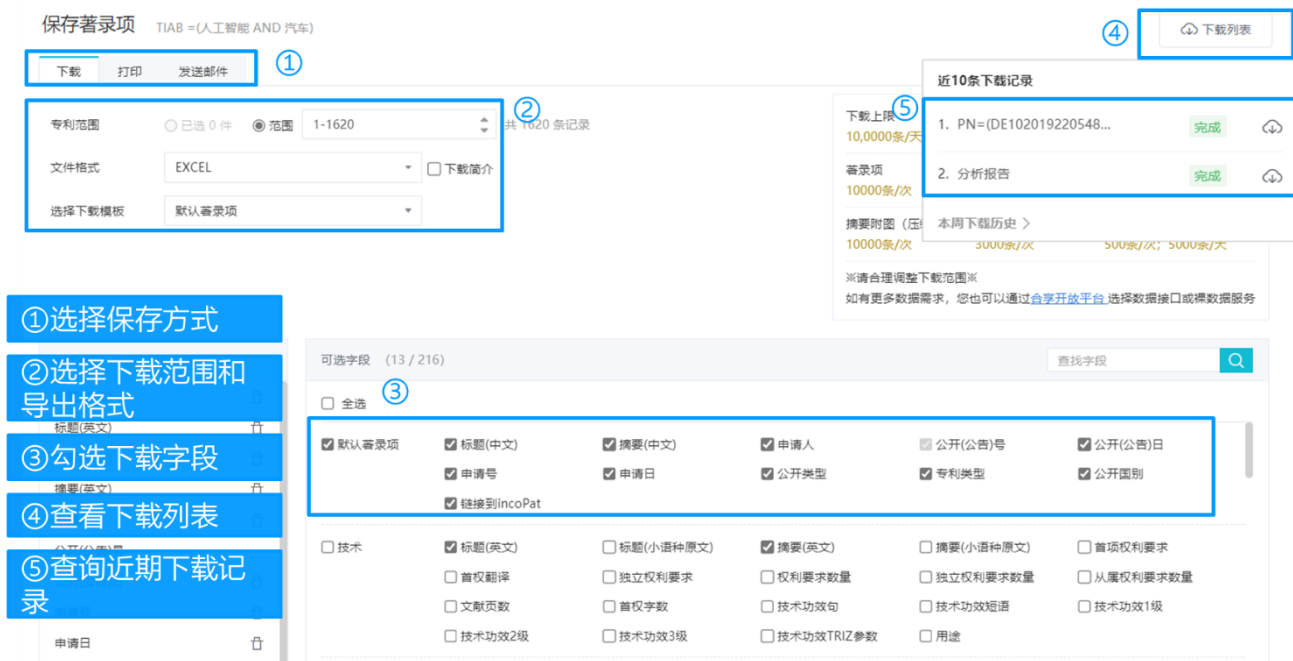 保存著录项 TIAB =(人工智能 AND 汽车)
④
下载列表
下载 打印 发送邮件
①
近10条下载记录
②
⑤
专利范围 已选 0 件 范围 1-1620 共 1620 条记录
下载上限
10,0000条/天
1. PN=(DE102019220548... 完成
文件格式 EXCEL 下载简介
著录项
10000条/次
2. 分析报告 完成
选择下载模板 默认著录项
摘要附图（压
本周下载历史
10000条/次 3000条/次 500条/次；5000条/天
※请合理调整下载范围※
如有更多数据需求，您也可以通过合享开放平台 选择数据接口或裸数据服务
①选择保存方式
②选择下载范围和
导出格式
标题(英文)
③勾选下载字段
摘要(英文)
④查看下载列表
公开(公告)号
⑤查询近期下载记
录
申请日
可选字段 （13 / 216） 查找字段
③
全选
默认著录项 标题(中文) 摘要(中文) 申请人 公开(公告)号 公开(公告)日
申请号 申请日 公开类型 专利类型 公开国别
链接到incoPat
技术 标题(英文) 标题(小语种原文) 摘要(英文) 摘要(小语种原文) 首项权利要求
首权翻译 独立权利要求 权利要求数量 独立权利要求数量 从属权利要求数量
文献页数 首权字数 技术功效句 技术功效短语 技术功效1级
技术功效2级 技术功效3级 技术功效TRIZ参数 用途